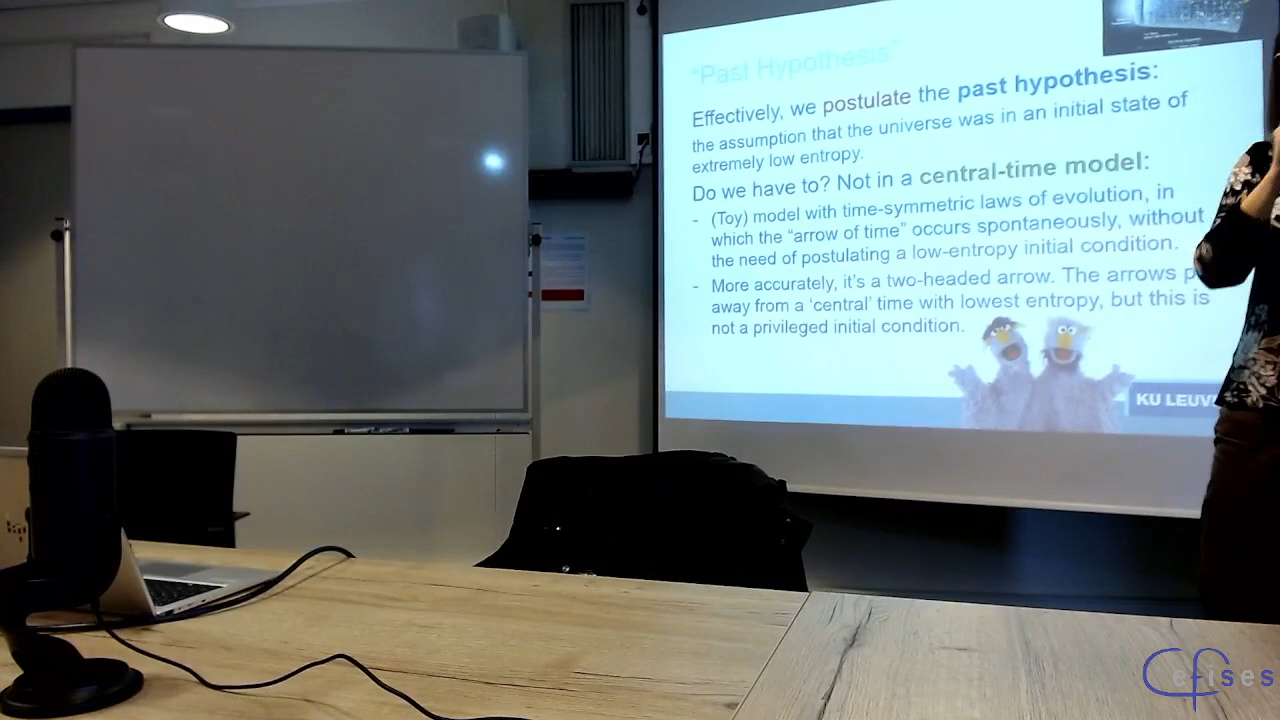 "Past Hypothesis"
Effectively, we postulate the past hypothesis:
the assumption that the universe was in an initial state of
extremely low entropy.
Do we have to? Not in a central-time model:
- (Toy) model with time-symmetric laws of evolution, in
which the "arrow of time" occurs spontaneously, without
the need of postulating a low-entropy initial condition.
- More accurately, it's a two-headed arrow. The arrows p
away from a 'central' time with lowest entropy, but this is
not a privileged initial condition.
KU LEUV
Cefises